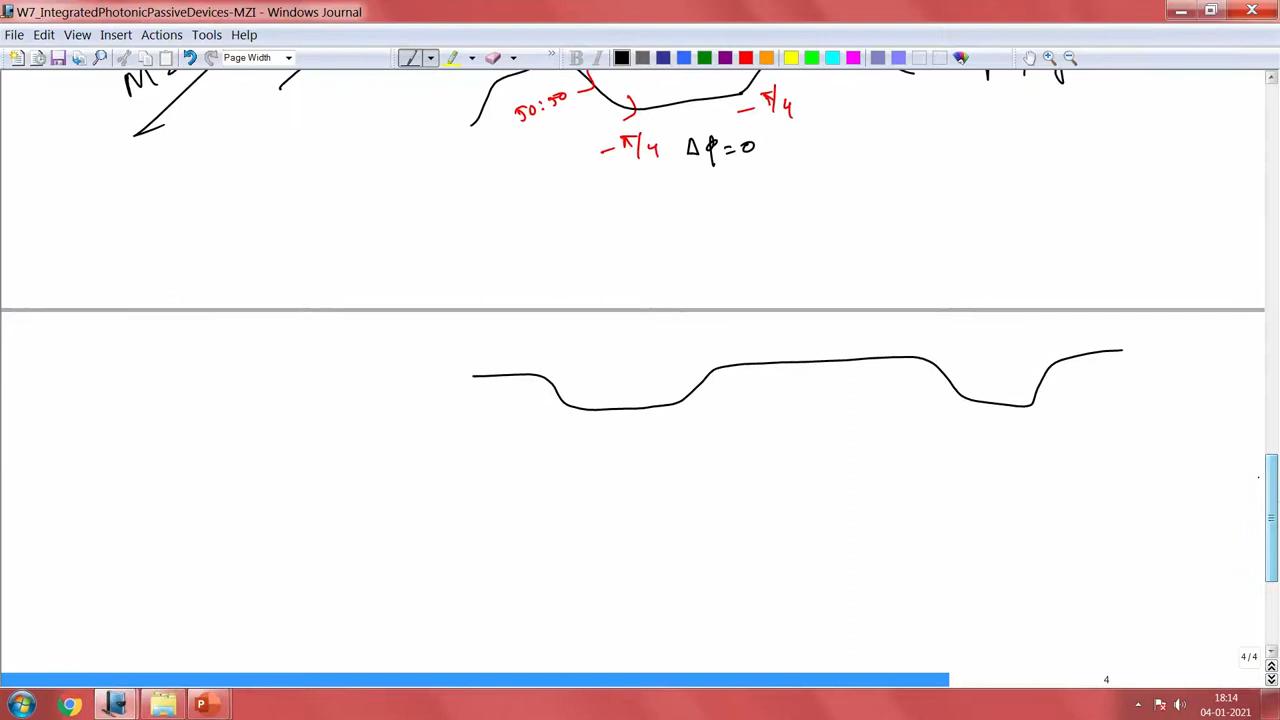 W7_IntegratedPhotonicPassiveDevices-MZI - Windows Journal
File Edit View Insert Actions Tools Help
Page Width
B I
50:50
- π/4
- π/4 Δϕ=0
4/4
4
18:14
04-01-2021